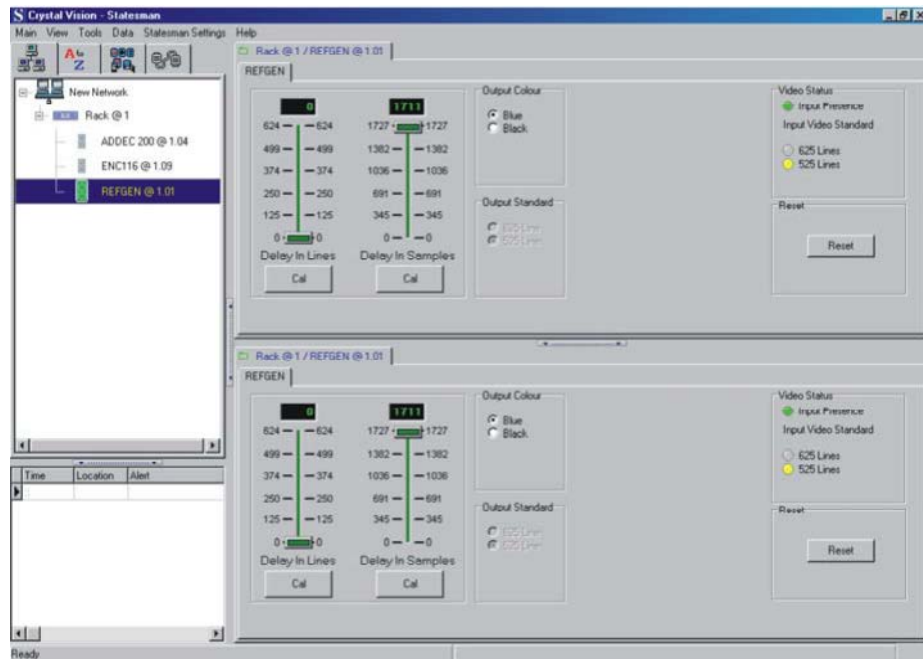 Crystal Vision - Statesman
Main View Tools Data Statesman Settings Help
A to Z
New Network
Rack @ 1
ADDEC 200 @ 1.04
ENC116 @ 1.09
REFGEN @ 1.01
Time Location Alert
Ready
Rack @ 1 / REFGEN @ 1.01
REFGEN
0 1711
624 624 1727 1727
499 499 1382 1382
374 374 1036 1036
250 250 691 691
125 125 345 345
0 0 0 0
Delay In Lines Delay In Samples
Cal Cal
Output Colour
Blue
Black
Output Standard
625 Line
525 Line
Video Status
Input Presence
Input Video Standard
625 Lines
525 Lines
Reset
Reset
Rack @ 1 / REFGEN @ 1.01
REFGEN
0 1711
624 624 1727 1727
499 499 1382 1382
374 374 1036 1036
250 250 691 691
125 125 345 345
0 0 0 0
Delay In Lines Delay In Samples
Cal Cal
Output Colour
Blue
Black
Output Standard
Video Status
Input Presence
Input Video Standard
625 Lines
525 Lines
Reset
Reset